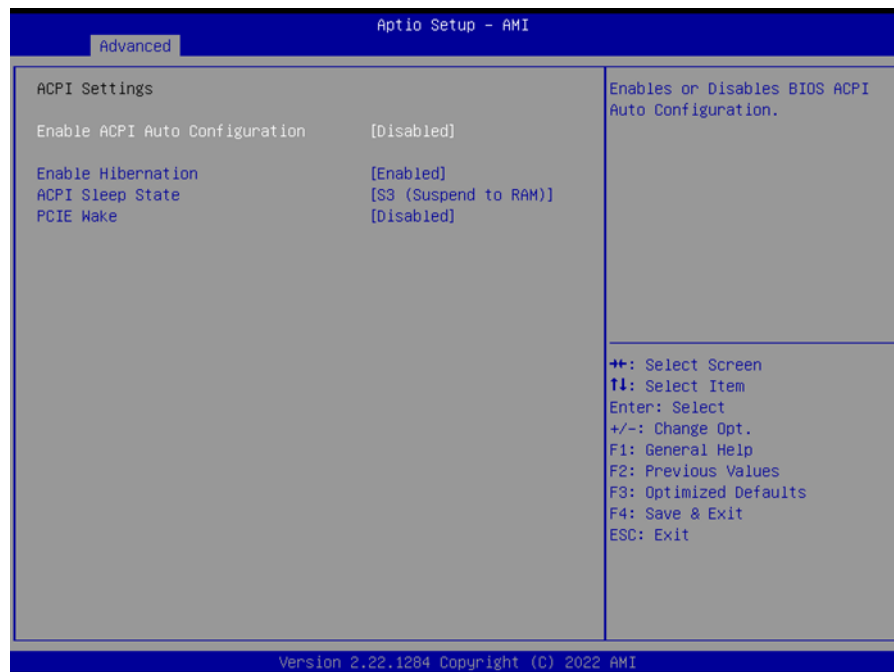 Aptio Setup – AMI
Advanced
ACPI Settings
Enable ACPI Auto Configuration [Disabled]
Enable Hibernation [Enabled]
ACPI Sleep State [S3 (Suspend to RAM)]
PCIE Wake [Disabled]
Enables or Disables BIOS ACPI
Auto Configuration.
→←: Select Screen
↑↓: Select Item
Enter: Select
+/-: Change Opt.
F1: General Help
F2: Previous Values
F3: Optimized Defaults
F4: Save & Exit
ESC: Exit
Version 2.22.1284 Copyright (C) 2022 AMI